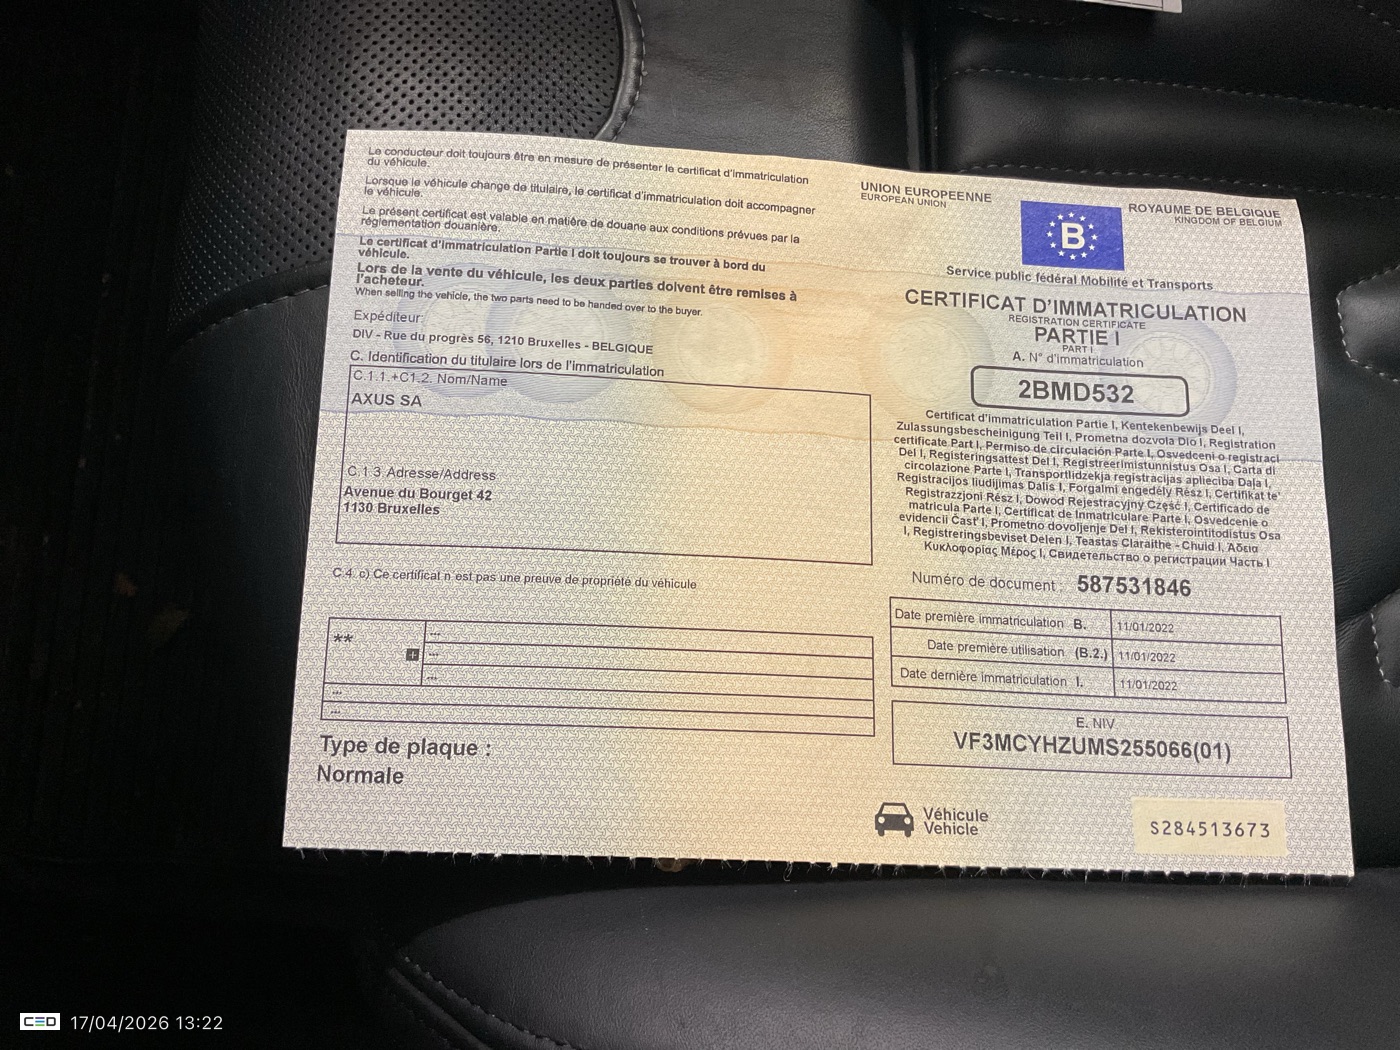 Le conducteur doit toujours être en mesure de présenter le certificat d'immatriculation
du véhicule.
Lorsque le véhicule change de titulaire, le certificat d'immatriculation doit accompagner
le véhicule.
Le présent certificat est valable en matière de douane aux conditions prévues par la
réglementation douanière.
Le certificat d'immatriculation Partie I doit toujours se trouver à bord du
véhicule.
Lors de la vente du véhicule, les deux parties doivent être remises à
l'acheteur.
When selling the vehicle, the two parts need to be handed over to the buyer.
Expéditeur:
DIV - Rue du progrès 56, 1210 Bruxelles - BELGIQUE
C. Identification du titulaire lors de l'immatriculation
C.1.1.+C1.2. Nom/Name
AXUS SA
C.1.3. Adresse/Address
Avenue du Bourget 42
1130 Bruxelles
C.4. c) Ce certificat n'est pas une preuve de propriété du véhicule
**
---
+ ---
---
---
---
Type de plaque :
Normale
UNION EUROPEENNE
EUROPEAN UNION
B
ROYAUME DE BELGIQUE
KINGDOM OF BELGIUM
Service public fédéral Mobilité et Transports
CERTIFICAT D'IMMATRICULATION
REGISTRATION CERTIFICATE
PARTIE I
PART I
A. N° d'immatriculation
2BMD532
Certificat d'immatriculation Partie I, Kentekenbewijs Deel I,
Zulassungsbescheinigung Teil I, Prometna dozvola Dio I, Registration
certificate Part I, Permiso de circulación Parte I, Osvedceni o registraci
Del I, Registeringsattest Del I, Registreerimistunnistus Osa I, Carta di
circolazione Parte I, Transportlidzekja registracijas aplieciba Daļa I,
Registracijos liudijimas Dalis I, Forgalmi engedély Rész I, Certifikat te'
Registrazzjoni Rész I, Dowod Rejestracyjny Część I, Certificado de
matricula Parte I, Certificat de Inmatriculare Parte I, Osvedcenie o
evidencii Čast' I, Prometno dovoljenje Del I, Rekisterointitodistus Osa
I, Registreringsbeviset Delen I, Teastas Claraithe - Chuid I, Άδεια
Κυκλοφορίας Μέρος I, Свидетельство о регистрации Часть I
Numéro de document : 587531846
Date première immatriculation B. 11/01/2022
Date première utilisation (B.2.) 11/01/2022
Date dernière immatriculation I. 11/01/2022
E. NIV
VF3MCYHZUMS255066(01)
Véhicule
Vehicle
S284513673
CED 17/04/2026 13:22